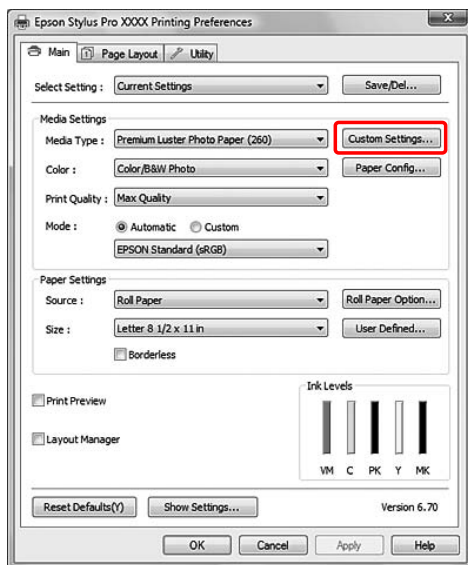 Epson Stylus Pro XXXX Printing Preferences
Main Page Layout Utility
Select Setting : Current Settings Save/Del...
Media Settings
Media Type : Premium Luster Photo Paper (260) Custom Settings...
Color : Color/B&W Photo Paper Config...
Print Quality : Max Quality
Mode : Automatic Custom
EPSON Standard (sRGB)
Paper Settings
Source : Roll Paper Roll Paper Option...
Size : Letter 8 1/2 x 11 in User Defined...
Borderless
Ink Levels
Print Preview
Layout Manager
VM C PK Y MK
Reset Defaults(Y) Show Settings... Version 6.70
OK Cancel Apply Help